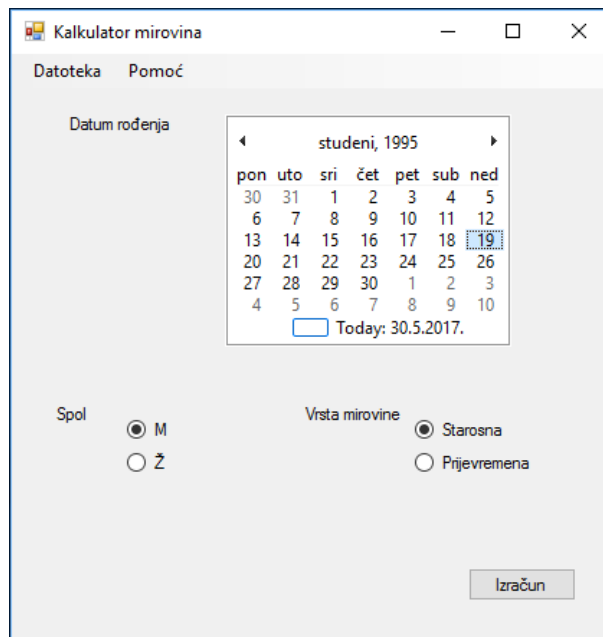 Kalkulator mirovina
Datoteka Pomoć
Datum rođenja
studeni, 1995
pon uto sri čet pet sub ned
30 31 1 2 3 4 5
6 7 8 9 10 11 12
13 14 15 16 17 18 19
20 21 22 23 24 25 26
27 28 29 30 1 2 3
4 5 6 7 8 9 10
Today: 30.5.2017.
Spol
M
Ž
Vrsta mirovine
Starosna
Prijevremena
Izračun